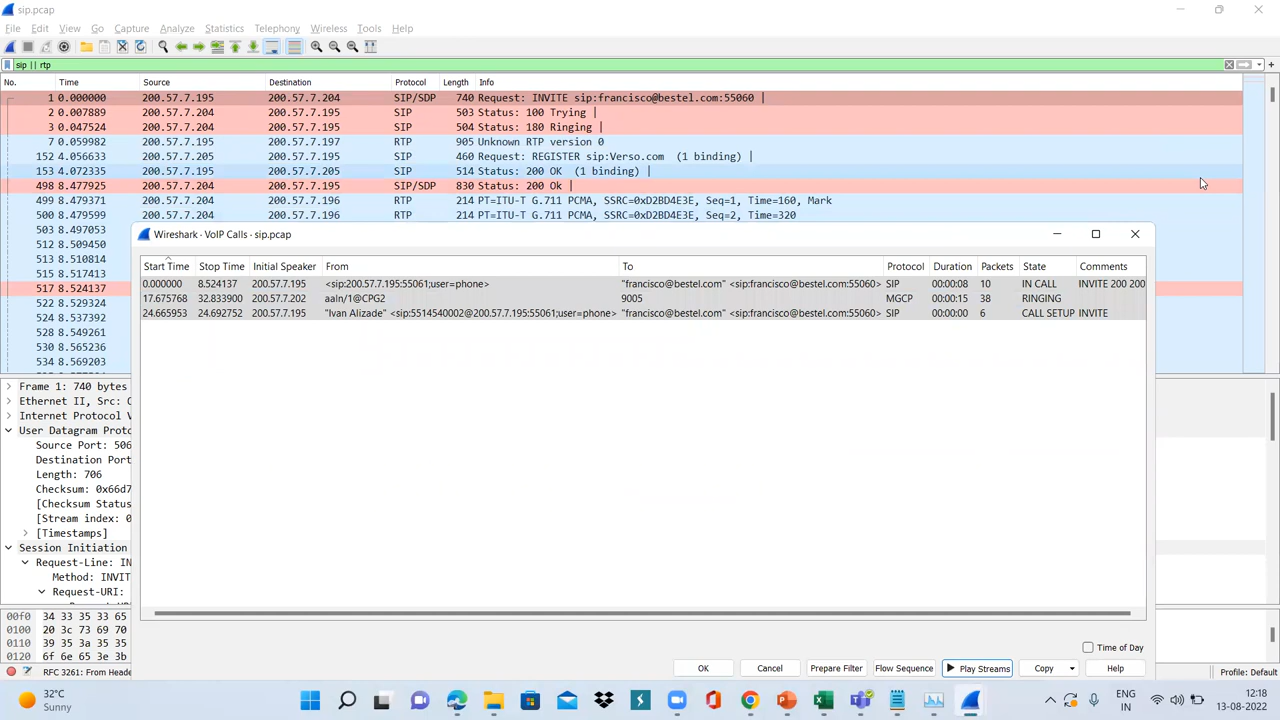 sip.pcap
File Edit View Go Capture Analyze Statistics Telephony Wireless Tools Help
sip || rtp
No. Time Source Destination Protocol Length Info
1 0.000000 200.57.7.195 200.57.7.204 SIP/SDP 740 Request: INVITE sip:francisco@bestel.com:55060 |
2 0.007889 200.57.7.204 200.57.7.195 SIP 503 Status: 100 Trying |
3 0.047524 200.57.7.204 200.57.7.195 SIP 504 Status: 180 Ringing |
7 0.059982 200.57.7.195 200.57.7.197 RTP 905 Unknown RTP version 0
152 4.056633 200.57.7.205 200.57.7.195 SIP 460 Request: REGISTER sip:Verso.com (1 binding) |
153 4.072335 200.57.7.195 200.57.7.205 SIP 514 Status: 200 OK (1 binding) |
498 8.477925 200.57.7.204 200.57.7.195 SIP/SDP 830 Status: 200 Ok |
499 8.479371 200.57.7.204 200.57.7.196 RTP 214 PT=ITU-T G.711 PCMA, SSRC=0xD2BD4E3E, Seq=1, Time=160, Mark
500 8.479599 200.57.7.204 200.57.7.196 RTP 214 PT=ITU-T G.711 PCMA, SSRC=0xD2BD4E3E, Seq=2, Time=320
503 8.497053
512 8.509450
513 8.510814
515 8.517413
517 8.524137
522 8.529324
524 8.537392
528 8.549261
530 8.565236
534 8.569203
Wireshark · VoIP Calls · sip.pcap
Start Time Stop Time Initial Speaker From To Protocol Duration Packets State Comments
0.000000 8.524137 200.57.7.195 <sip:200.57.7.195:55061;user=phone> "francisco@bestel.com" <sip:francisco@bestel.com:55060> SIP 00:00:08 10 IN CALL INVITE 200 200
17.675768 32.833900 200.57.7.202 aaln/1@CPG2 9005 MGCP 00:00:15 38 RINGING
24.665953 24.692752 200.57.7.195 "Ivan Alizade" <sip:5514540002@200.57.7.195:55061;user=phone> "francisco@bestel.com" <sip:francisco@bestel.com:55060> SIP 00:00:00 6 CALL SETUP INVITE
Frame 1: 740 bytes
Ethernet II, Src: C
Internet Protocol V
User Datagram Proto
Source Port: 506
Destination Port
Length: 706
Checksum: 0x66d7
[Checksum Status
[Stream index: 0
[Timestamps]
Session Initiation
Request-Line: IN
Method: INVI
Request-URI:
00f0 34 33 35 33 65
0100 20 3c 73 69 70
0110 39 35 3a 35 35
0120 6f 6e 65 3e 3b
Time of Day
OK Cancel Prepare Filter Flow Sequence Play Streams Copy Help
RFC 3261: From Heade
Profile: Default
32°C
Sunny
ENG
IN
12:18
13-08-2022